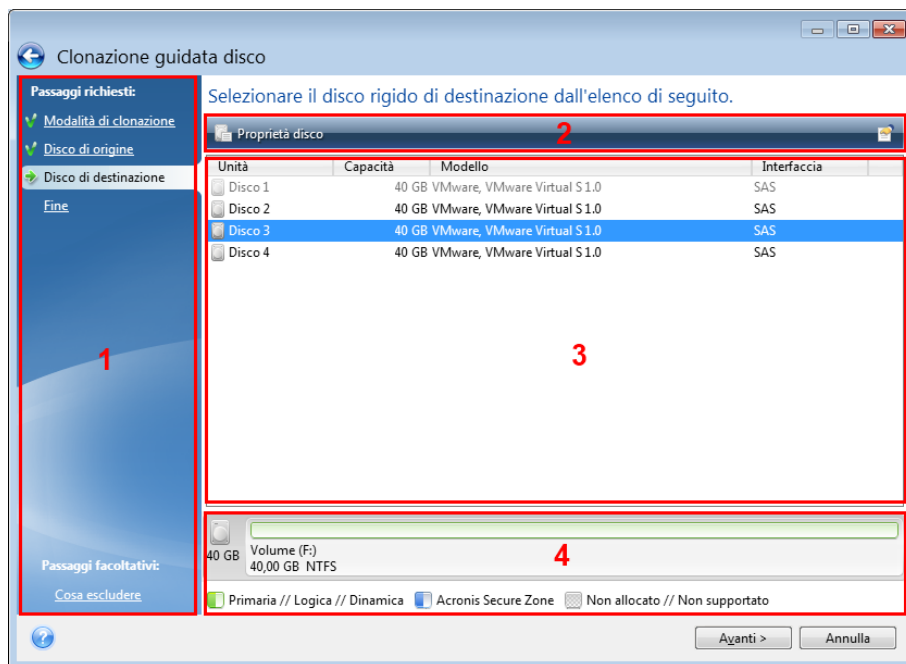 Clonazione guidata disco
Passaggi richiesti:
Modalità di clonazione
Disco di origine
Disco di destinazione
Fine
1
Passaggi facoltativi:
Cosa escludere
Selezionare il disco rigido di destinazione dall'elenco di seguito.
Proprietà disco 2
Unità Capacità Modello Interfaccia
Disco 1 40 GB VMware, VMware Virtual S 1.0 SAS
Disco 2 40 GB VMware, VMware Virtual S 1.0 SAS
Disco 3 40 GB VMware, VMware Virtual S 1.0 SAS
Disco 4 40 GB VMware, VMware Virtual S 1.0 SAS
3
40 GB
Volume (F:)
40,00 GB NTFS
4
Primaria // Logica // Dinamica Acronis Secure Zone Non allocato // Non supportato
? Avanti > Annulla